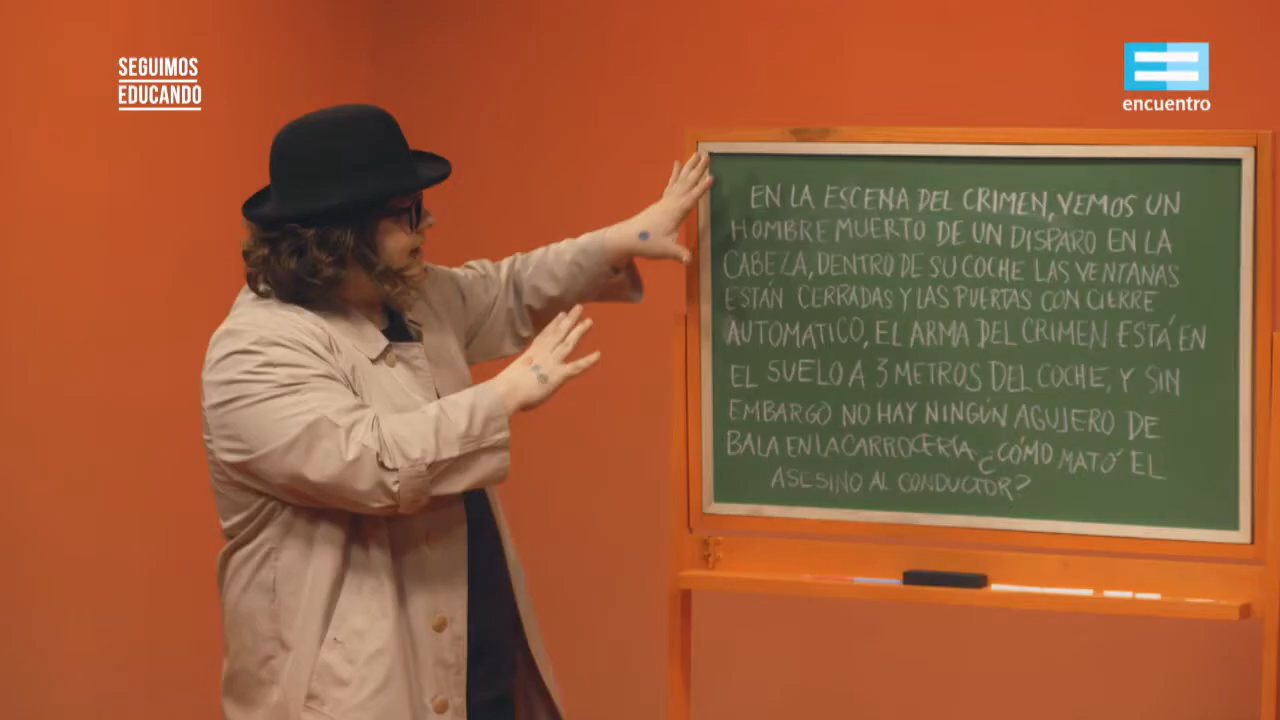 SEGUIMOS
EDUCANDO
encuentro
EN LA ESCENA DEL CRIMEN, VEMOS UN
HOMBRE MUERTO DE UN DISPARO EN LA
CABEZA, DENTRO DE SU COCHE LAS VENTANAS
ESTÁN CERRADAS Y LAS PUERTAS CON CIERRE
AUTOMATICO, EL ARMA DEL CRIMEN ESTÁ EN
EL SUELO A 3 METROS DEL COCHE, Y SIN
EMBARGO NO HAY NINGÚN AGUJERO DE
BALA EN LA CARROCERÍA ¿CÓMO MATÓ EL
ASESINO AL CONDUCTOR?